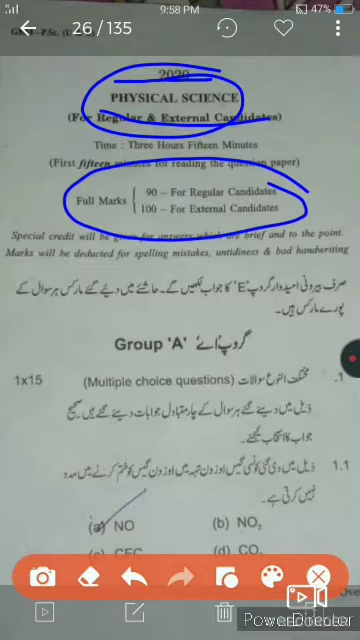 9:58 PM 47%
26 / 135
2020
PHYSICAL SCIENCE
(For Regular & External Candidates)
Time : Three Hours Fifteen Minutes
(First fifteen minutes for reading the question paper)
Full Marks { 90 – For Regular Candidates
100 – For External Candidates
Special credit will be given for answers which are brief and to the point.
Marks will be deducted for spelling mistakes, untidiness & bad handwriting
صرف بیرونی امیدوار گروپ 'E' کا جواب لکھیں گے۔ حاشئے میں دیئے گئے مارکس ہر سوال کے
پورے مارکس ہیں۔
Group 'A' گروپ اے
1x15 (Multiple choice questions) مختلف النوع سوالات .1
ذیل میں دیئے گئے ہر سوال کے چار متبادل جوابات دیئے گئے ہیں صحیح
جواب کا انتخاب کیجئے۔
1.1 ذیل میں دی گئی کونسی گیس اوزون تہہ میں اوزون گیس کو ختم کرنے میں مدد
نہیں کرتی ہے۔
(a) NO (b) NO₂
(c) CFC (d) CO₂
PowerDirector